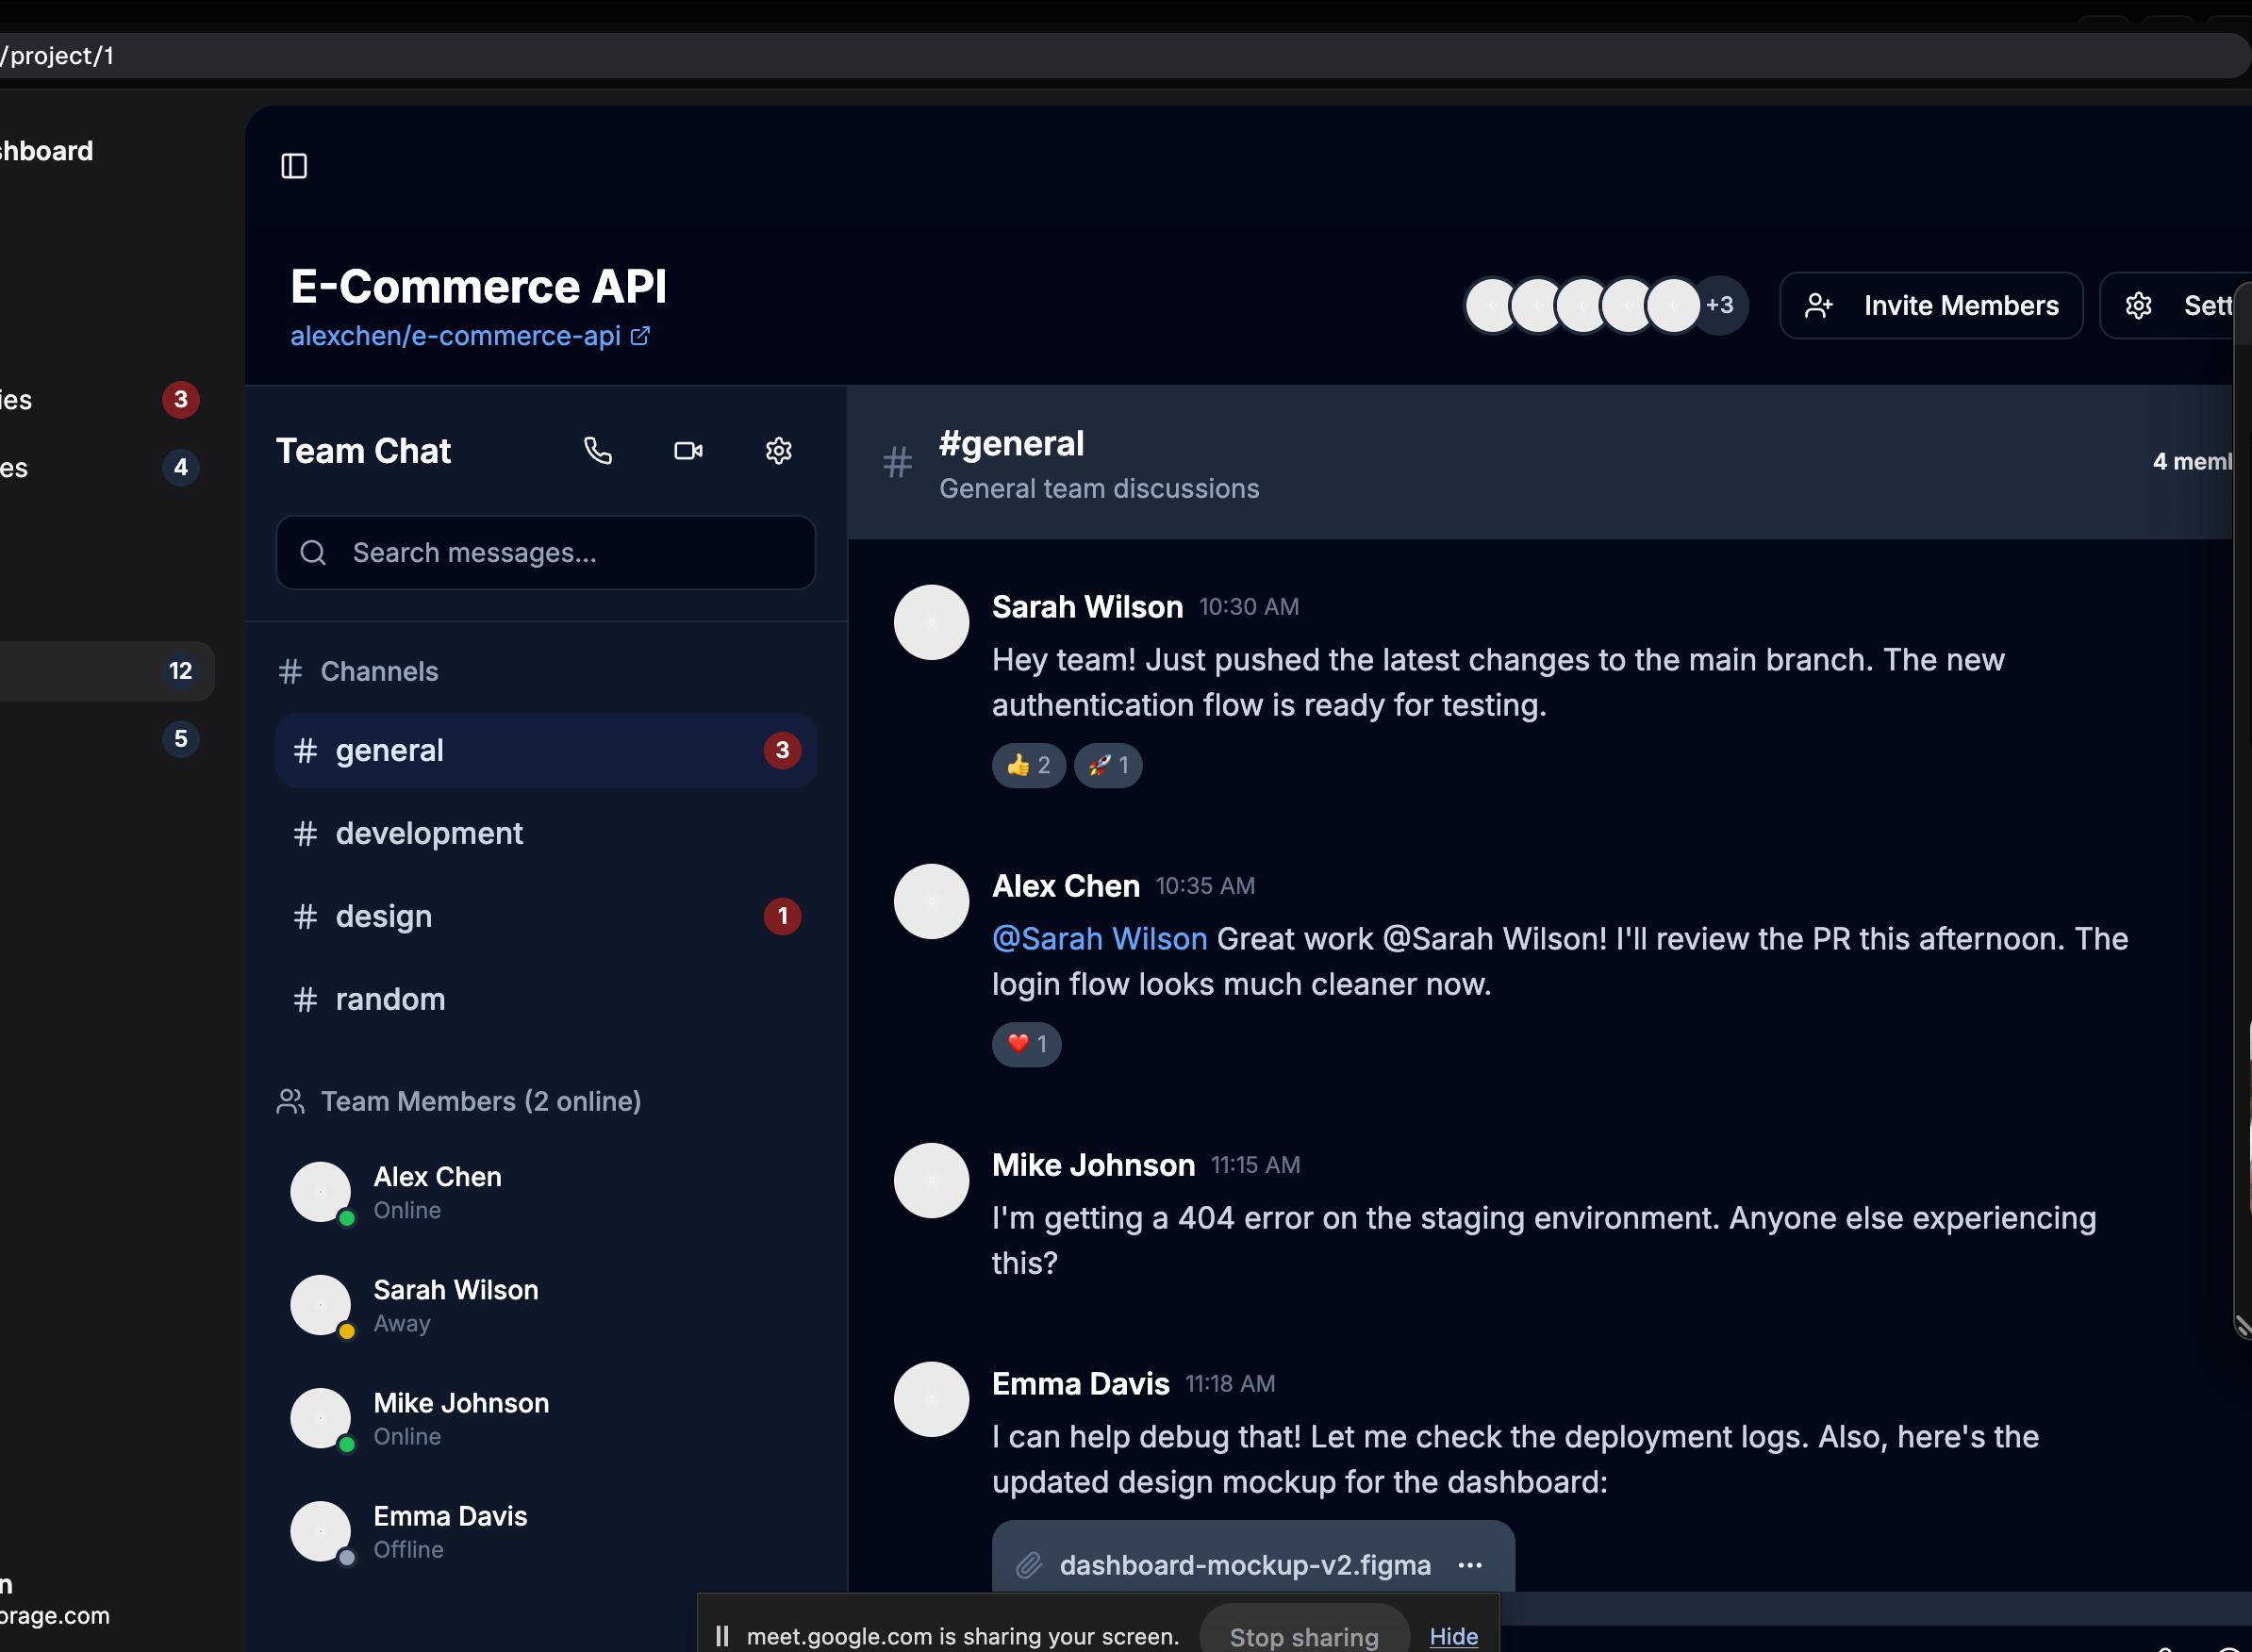 /project/1
shboard
E-Commerce API
alexchen/e-commerce-api
+3
Invite Members
Sett
ies
3
es
4
12
5
Team Chat
Search messages...
Channels
# general
3
# development
# design
1
# random
Team Members (2 online)
Alex Chen
Online
Sarah Wilson
Away
Mike Johnson
Online
Emma Davis
Offline
n
orage.com
# #general
General team discussions
4 meml
Sarah Wilson 10:30 AM
Hey team! Just pushed the latest changes to the main branch. The new
authentication flow is ready for testing.
👍 2 🚀 1
Alex Chen 10:35 AM
@Sarah Wilson Great work @Sarah Wilson! I'll review the PR this afternoon. The
login flow looks much cleaner now.
❤️ 1
Mike Johnson 11:15 AM
I'm getting a 404 error on the staging environment. Anyone else experiencing
this?
Emma Davis 11:18 AM
I can help debug that! Let me check the deployment logs. Also, here's the
updated design mockup for the dashboard:
dashboard-mockup-v2.figma ...
meet.google.com is sharing your screen.
Stop sharing
Hide